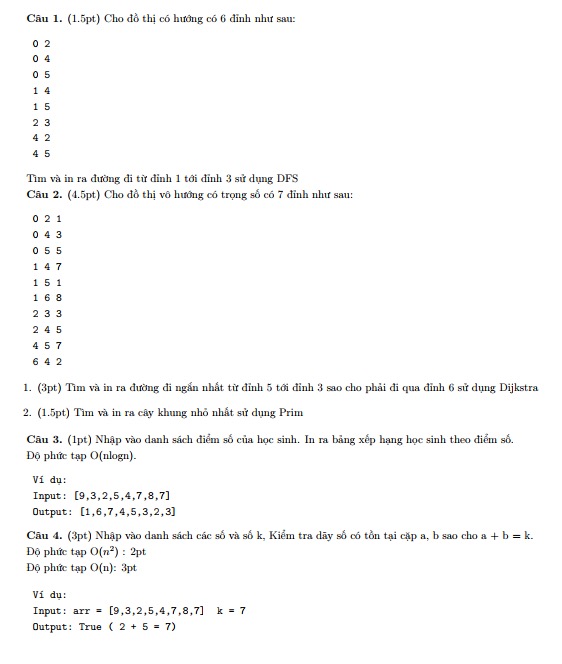 Câu 1. (1.5pt) Cho đồ thị có hướng có 6 đỉnh như sau:
0 2
0 4
0 5
1 4
1 5
2 3
4 2
4 5
Tìm và in ra đường đi từ đỉnh 1 tới đỉnh 3 sử dụng DFS
Câu 2. (4.5pt) Cho đồ thị vô hướng có trọng số có 7 đỉnh như sau:
0 2 1
0 4 3
0 5 5
1 4 7
1 5 1
1 6 8
2 3 3
2 4 5
4 5 7
6 4 2
1. (3pt) Tìm và in ra đường đi ngắn nhất từ đỉnh 5 tới đỉnh 3 sao cho phải đi qua đỉnh 6 sử dụng Dijkstra
2. (1.5pt) Tìm và in ra cây khung nhỏ nhất sử dụng Prim
Câu 3. (1pt) Nhập vào danh sách điểm số của học sinh. In ra bảng xếp hạng học sinh theo điểm số.
Độ phức tạp O(nlogn).
Ví dụ:
Input: [9,3,2,5,4,7,8,7]
Output: [1,6,7,4,5,3,2,3]
Câu 4. (3pt) Nhập vào danh sách các số và số k, Kiểm tra dãy số có tồn tại cặp a, b sao cho a + b = k.
Độ phức tạp O(n²) : 2pt
Độ phức tạp O(n): 3pt
Ví dụ:
Input: arr = [9,3,2,5,4,7,8,7] k = 7
Output: True ( 2 + 5 = 7)